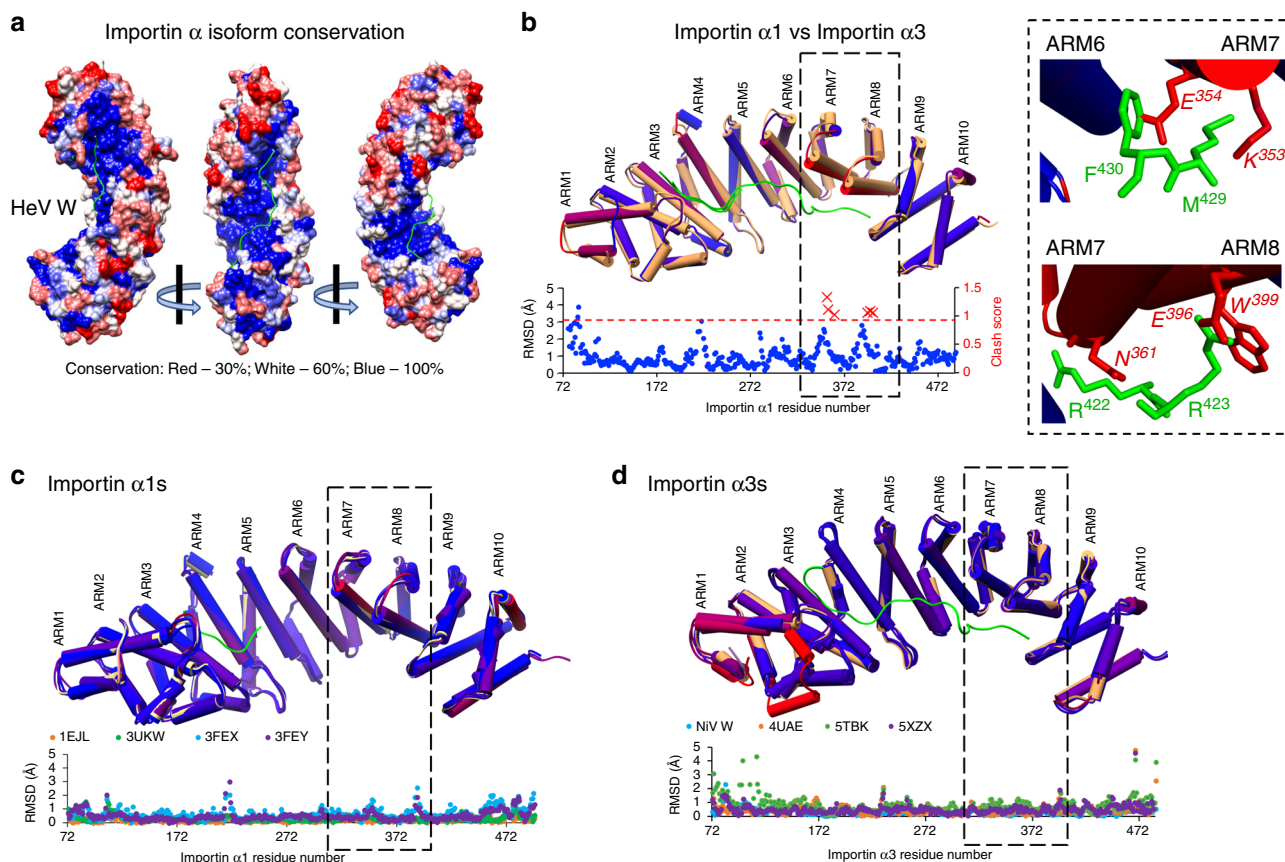 a
Importin α isoform conservation
HeV W
Conservation: Red – 30%; White – 60%; Blue – 100%
b
Importin α1 vs Importin α3
ARM1
ARM2
ARM3
ARM4
ARM5
ARM6
ARM7
ARM8
ARM9
ARM10
RMSD (Å)
5
4
3
2
1
0
72 172 272 372 472
Importin α1 residue number
1.5
1
0.5
0
Clash score
ARM6 ARM7
E354
K353
F430
M429
ARM7 ARM8
W399
E396
N361
R422
R423
c
Importin α1s
ARM1
ARM2
ARM3
ARM4
ARM5
ARM6
ARM7
ARM8
ARM9
ARM10
1EJL 3UKW 3FEX 3FEY
RMSD (Å)
5
4
3
2
1
0
72 172 272 372 472
Importin α1 residue number
d
Importin α3s
ARM1
ARM2
ARM3
ARM4
ARM5
ARM6
ARM7
ARM8
ARM9
ARM10
NiV W 4UAE 5TBK 5XZX
RMSD (Å)
5
4
3
2
1
0
72 172 272 372 472
Importin α3 residue number